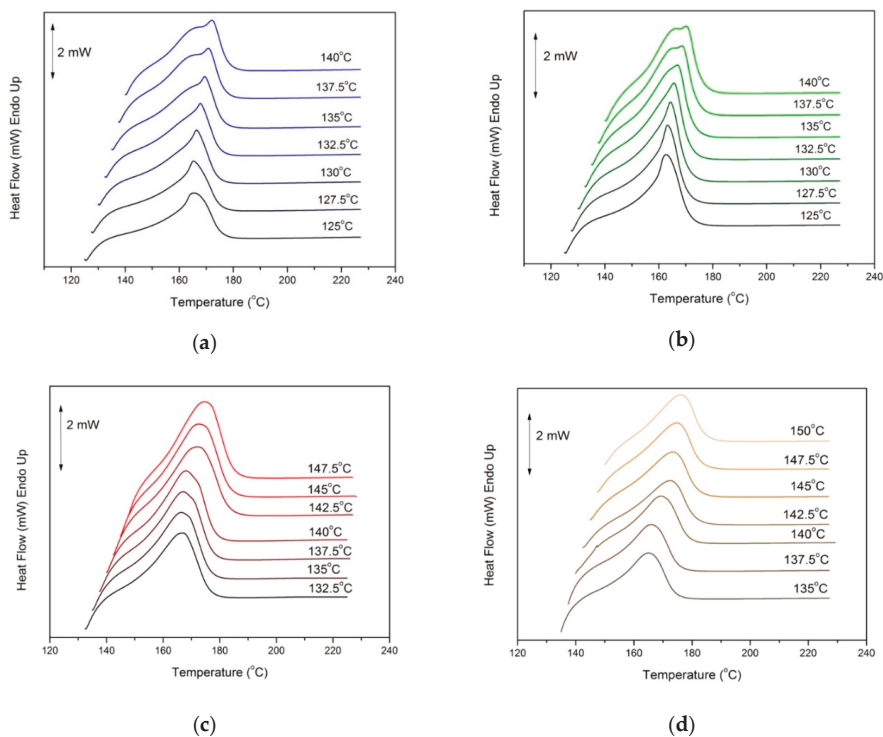 2 mW
140°C
137.5°C
135°C
132.5°C
130°C
127.5°C
125°C
Heat Flow (mW) Endo Up
120 140 160 180 200 220 240
Temperature (°C)
(a)
2 mW
140°C
137.5°C
135°C
132.5°C
130°C
127.5°C
125°C
Heat Flow (mW) Endo Up
120 140 160 180 200 220 240
Temperature (°C)
(b)
2 mW
147.5°C
145°C
142.5°C
140°C
137.5°C
135°C
132.5°C
Heat Flow (mW) Endo Up
120 140 160 180 200 220 240
Temperature (°C)
(c)
2 mW
150°C
147.5°C
145°C
142.5°C
140°C
137.5°C
135°C
Heat Flow (mW) Endo Up
120 140 160 180 200 220 240
Temperature (°C)
(d)